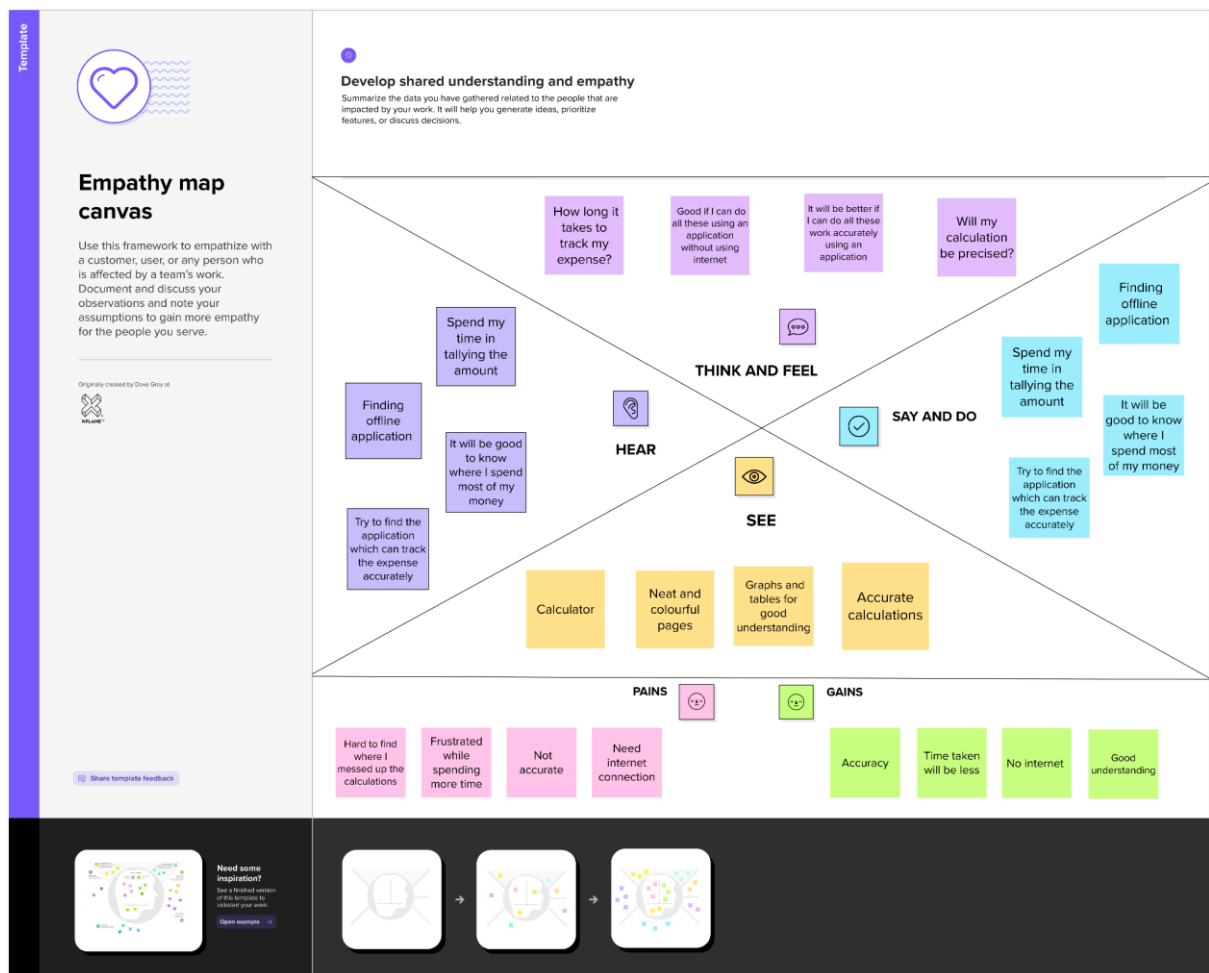 Template
Empathy map
canvas
Use this framework to empathize with
a customer, user, or any person who
is affected by a team's work.
Document and discuss your
observations and note your
assumptions to gain more empathy
for the people you serve.
Originally created by Dave Gray at
XPLANE
Share template feedback
Develop shared understanding and empathy
Summarize the data you have gathered related to the people that are
impacted by your work. It will help you generate ideas, prioritize
features, or discuss decisions.
How long it
takes to
track my
expense?
Good if I can do
all these using an
application
without using
internet
It will be better if
I can do all these
work accurately
using an
application
Will my
calculation
be precised?
THINK AND FEEL
Spend my
time in
tallying the
amount
Finding
offline
application
It will be good
to know
where I spend
most of my
money
Try to find the
application
which can track
the expense
accurately
HEAR
SAY AND DO
Finding
offline
application
Spend my
time in
tallying the
amount
It will be
good to know
where I
spend most
of my money
Try to find the
application
which can track
the expense
accurately
SEE
Calculator
Neat and
colourful
pages
Graphs and
tables for
good
understanding
Accurate
calculations
PAINS
Hard to find
where I
messed up the
calculations
Frustrated
while
spending
more time
Not
accurate
Need
internet
connection
GAINS
Accuracy
Time taken
will be less
No internet
Good
understanding
Need some
inspiration?
See a finished version
of this template to
kickstart your work.
Open example